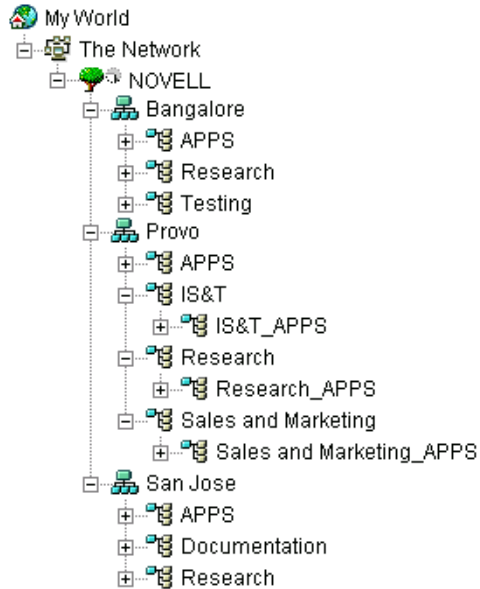 My World
The Network
NOVELL
Bangalore
APPS
Research
Testing
Provo
APPS
IS&T
IS&T_APPS
Research
Research_APPS
Sales and Marketing
Sales and Marketing_APPS
San Jose
APPS
Documentation
Research